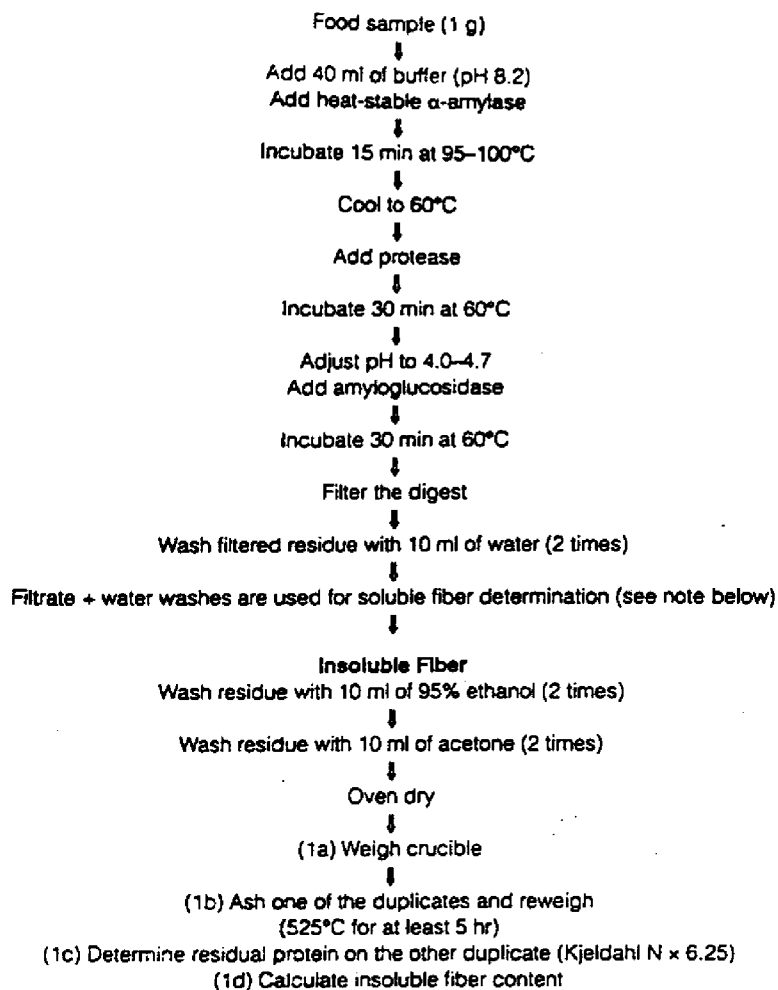 Food sample (1 g)
Add 40 ml of buffer (pH 8.2)
Add heat-stable α-amylase
Incubate 15 min at 95–100°C
Cool to 60°C
Add protease
Incubate 30 min at 60°C
Adjust pH to 4.0–4.7
Add amyloglucosidase
Incubate 30 min at 60°C
Filter the digest
Wash filtered residue with 10 ml of water (2 times)
Filtrate + water washes are used for soluble fiber determination (see note below)
Insoluble Fiber
Wash residue with 10 ml of 95% ethanol (2 times)
Wash residue with 10 ml of acetone (2 times)
Oven dry
(1a) Weigh crucible
(1b) Ash one of the duplicates and reweigh
(525°C for at least 5 hr)
(1c) Determine residual protein on the other duplicate (Kjeldahl N × 6.25)
(1d) Calculate insoluble fiber content